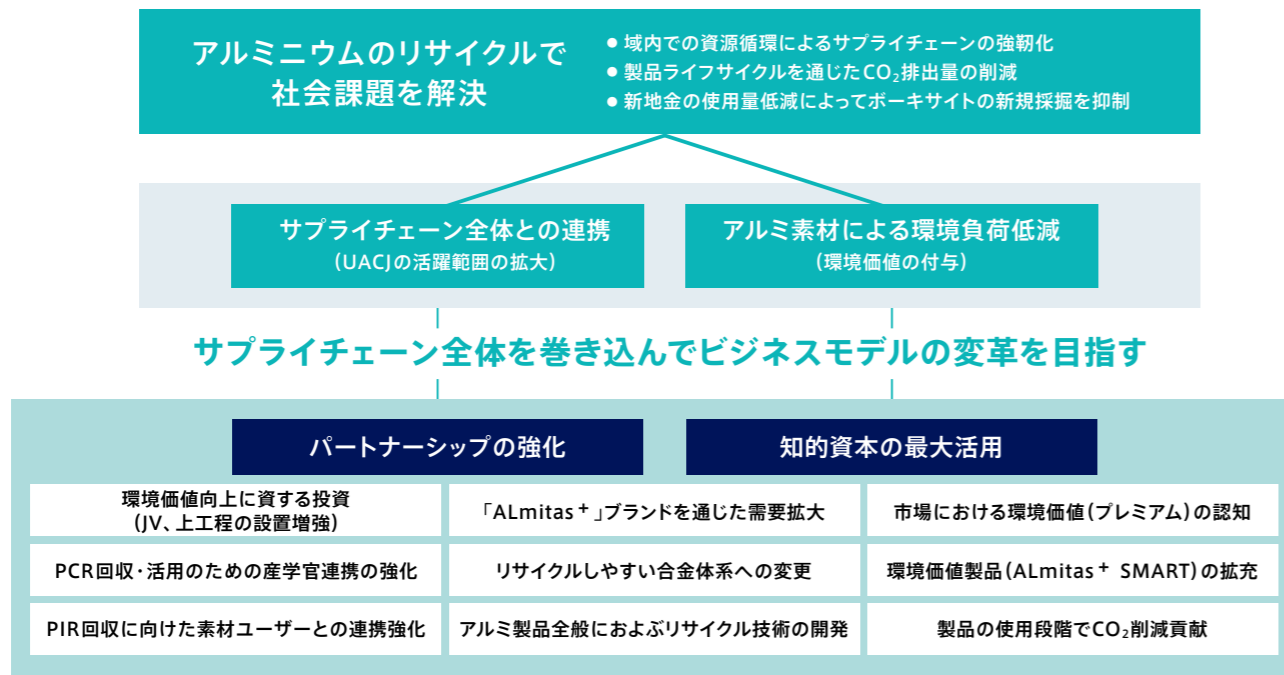 アルミニウムのリサイクルで
社会課題を解決
● 域内での資源循環によるサプライチェーンの強靭化
● 製品ライフサイクルを通じたCO₂排出量の削減
● 新地金の使用量低減によってボーキサイトの新規採掘を抑制
サプライチェーン全体との連携
(UACJの活躍範囲の拡大)
アルミ素材による環境負荷低減
(環境価値の付与)
サプライチェーン全体を巻き込んでビジネスモデルの変革を目指す
パートナーシップの強化
知的資本の最大活用
環境価値向上に資する投資
(JV、上工程の設置増強)
「ALmitas⁺」ブランドを通じた需要拡大
市場における環境価値(プレミアム)の認知
PCR回収・活用のための産学官連携の強化
リサイクルしやすい合金体系への変更
環境価値製品(ALmitas⁺ SMART)の拡充
PIR回収に向けた素材ユーザーとの連携強化
アルミ製品全般におよぶリサイクル技術の開発
製品の使用段階でCO₂削減貢献